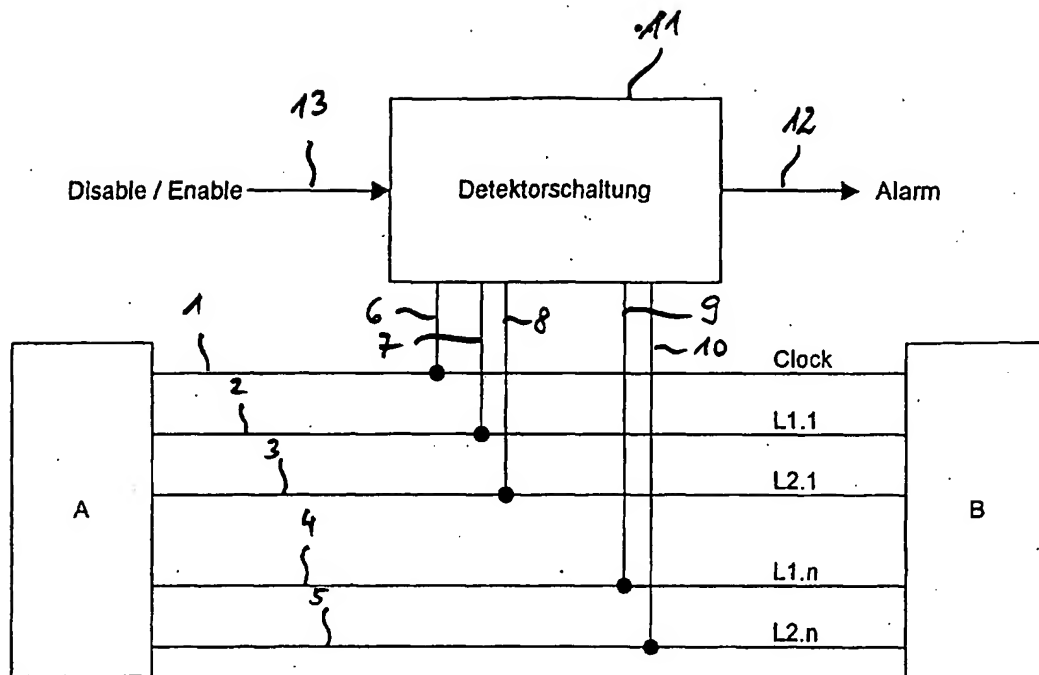 11
13
12
Disable / Enable
Detektorschaltung
Alarm
1
6
7
8
9
10
Clock
2
L1.1
3
L2.1
A
B
4
L1.n
5
L2.n